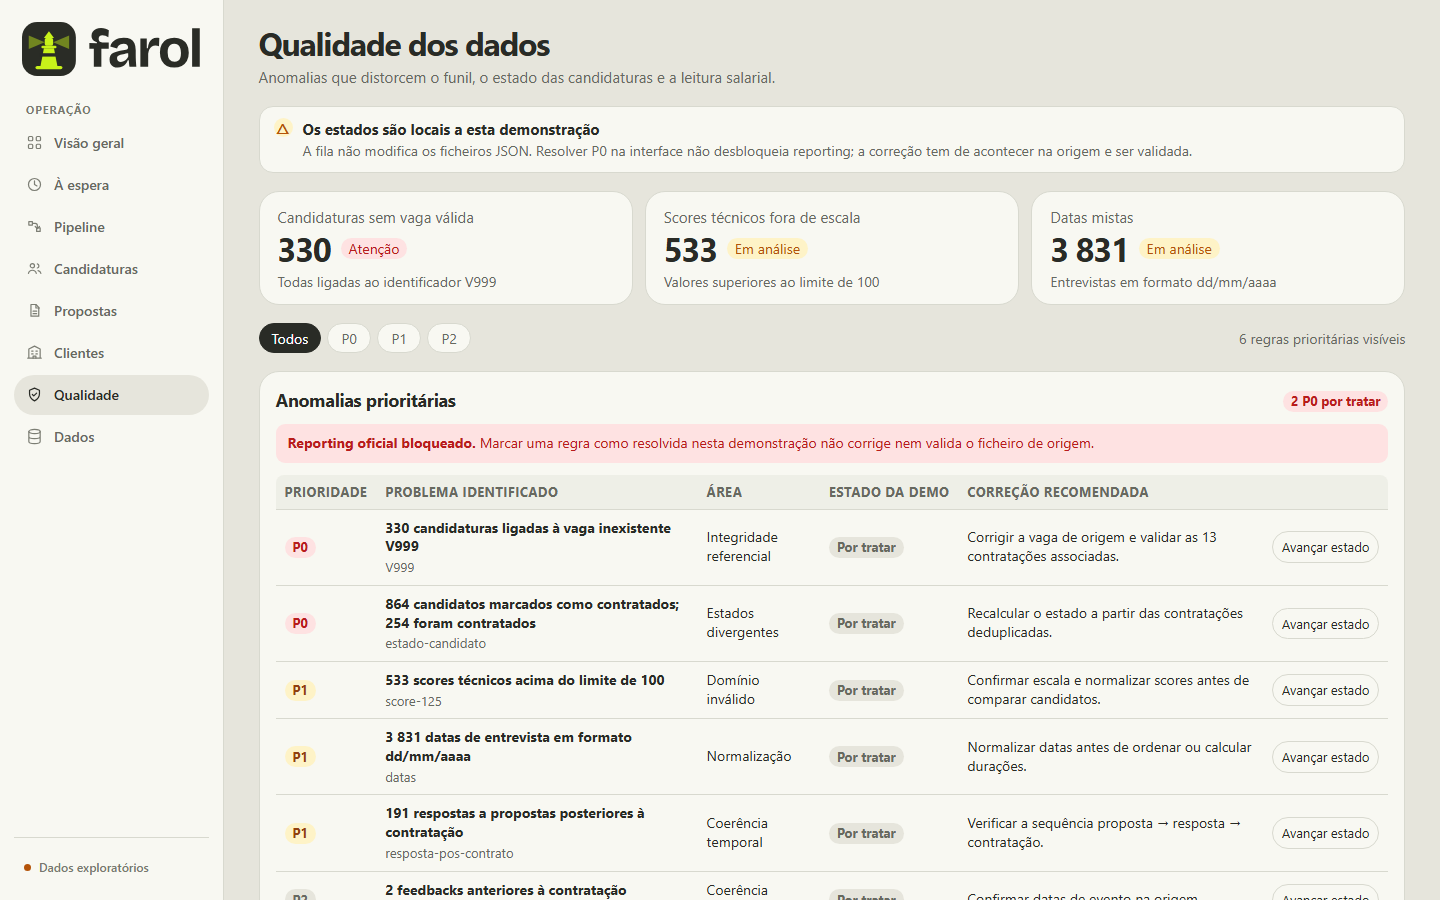 farol
OPERAÇÃO
Visão geral
À espera
Pipeline
Candidaturas
Propostas
Clientes
Qualidade
Dados
Dados exploratórios
Qualidade dos dados
Anomalias que distorcem o funil, o estado das candidaturas e a leitura salarial.
Os estados são locais a esta demonstração
A fila não modifica os ficheiros JSON. Resolver P0 na interface não desbloqueia reporting; a correção tem de acontecer na origem e ser validada.
Candidaturas sem vaga válida
330 Atenção
Todas ligadas ao identificador V999
Scores técnicos fora de escala
533 Em análise
Valores superiores ao limite de 100
Datas mistas
3 831 Em análise
Entrevistas em formato dd/mm/aaaa
Todos P0 P1 P2 6 regras prioritárias visíveis
Anomalias prioritárias 2 P0 por tratar
Reporting oficial bloqueado. Marcar uma regra como resolvida nesta demonstração não corrige nem valida o ficheiro de origem.
PRIORIDADE PROBLEMA IDENTIFICADO ÁREA ESTADO DA DEMO CORREÇÃO RECOMENDADA
P0
330 candidaturas ligadas à vaga inexistente
V999
V999
Integridade
referencial
Por tratar
Corrigir a vaga de origem e validar as 13
contratações associadas.
Avançar estado
P0
864 candidatos marcados como contratados;
254 foram contratados
estado-candidato
Estados
divergentes
Por tratar
Recalcular o estado a partir das contratações
deduplicadas.
Avançar estado
P1
533 scores técnicos acima do limite de 100
score-125
Domínio
inválido
Por tratar
Confirmar escala e normalizar scores antes de
comparar candidatos.
Avançar estado
P1
3 831 datas de entrevista em formato
dd/mm/aaaa
datas
Normalização
Por tratar
Normalizar datas antes de ordenar ou calcular
durações.
Avançar estado
P1
191 respostas a propostas posteriores à
contratação
resposta-pos-contrato
Coerência
temporal
Por tratar
Verificar a sequência proposta → resposta →
contratação.
Avançar estado
P2
2 feedbacks anteriores à contratação
Coerência
Por tratar
Confirmar datas de evento na origem
Avançar estado